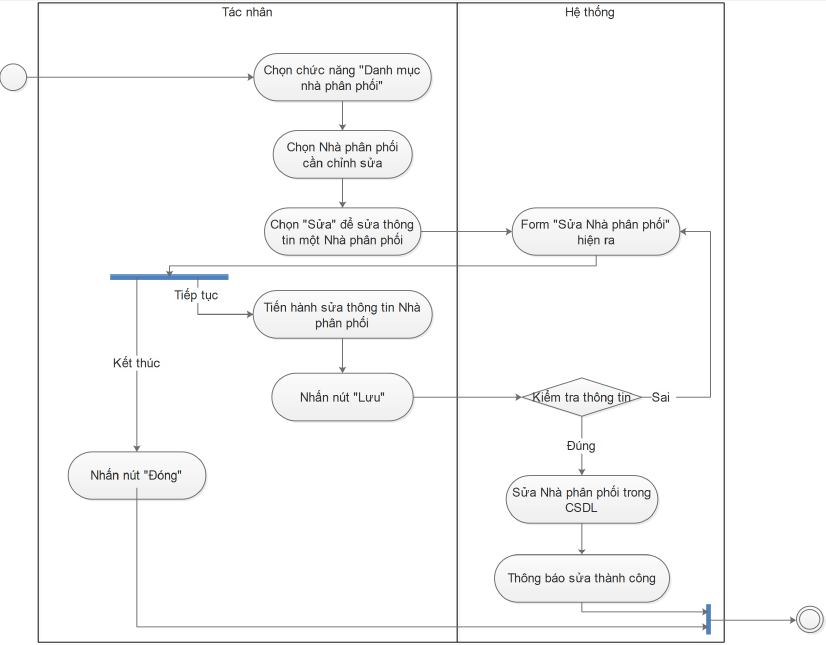 Tác nhân
Hệ thống
Chọn chức năng "Danh mục
nhà phân phối"
Chọn Nhà phân phối
cần chỉnh sửa
Chọn "Sửa" để sửa thông
tin một Nhà phân phối
Form "Sửa Nhà phân phối"
hiện ra
Tiếp tục
Tiến hành sửa thông tin Nhà
phân phối
Kết thúc
Nhấn nút "Lưu"
Kiểm tra thông tin
Sai
Đúng
Nhấn nút "Đóng"
Sửa Nhà phân phối trong
CSDL
Thông báo sửa thành công